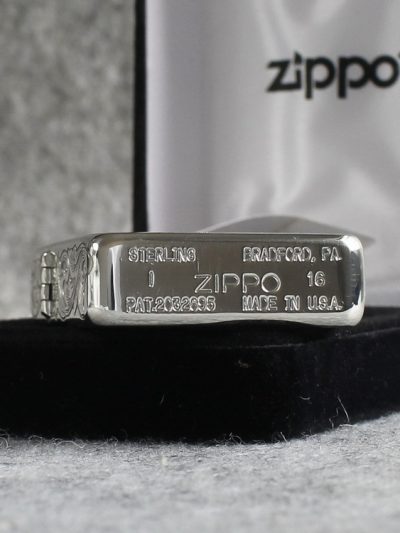 zippo
STERLING BRADFORD, PA.
I ZIPPO 16
PAT.2032695 MADE IN U.S.A.